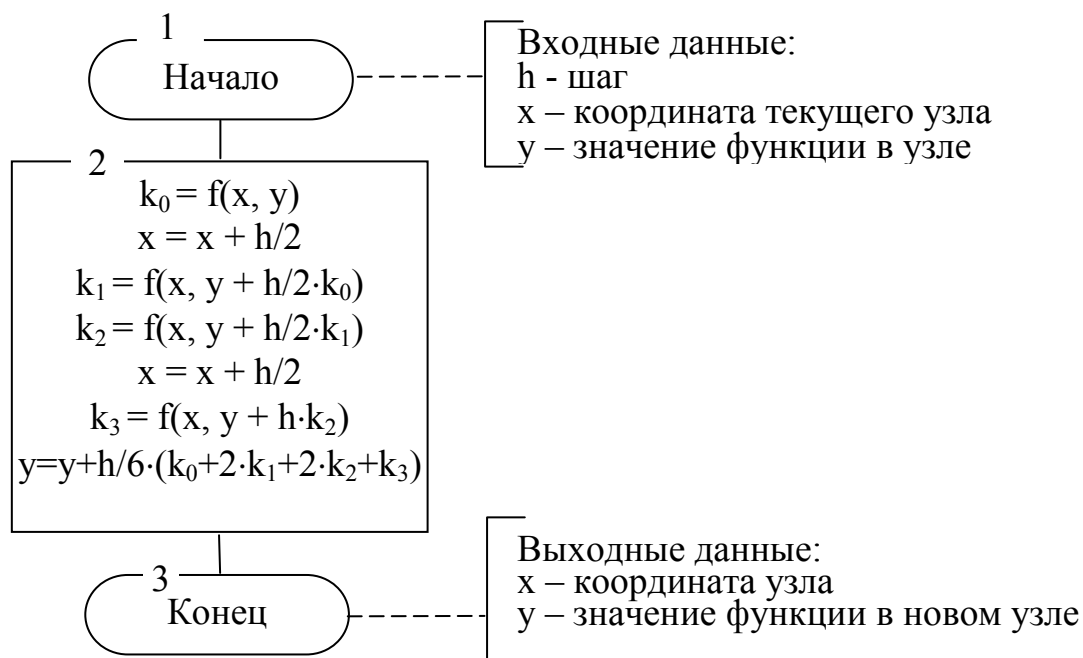 1
Начало
Входные данные:
h - шаг
x – координата текущего узла
y – значение функции в узле
2
k₀ = f(x, y)
x = x + h/2
k₁ = f(x, y + h/2·k₀)
k₂ = f(x, y + h/2·k₁)
x = x + h/2
k₃ = f(x, y + h·k₂)
y=y+h/6·(k₀+2·k₁+2·k₂+k₃)
3
Конец
Выходные данные:
x – координата узла
y – значение функции в новом узле